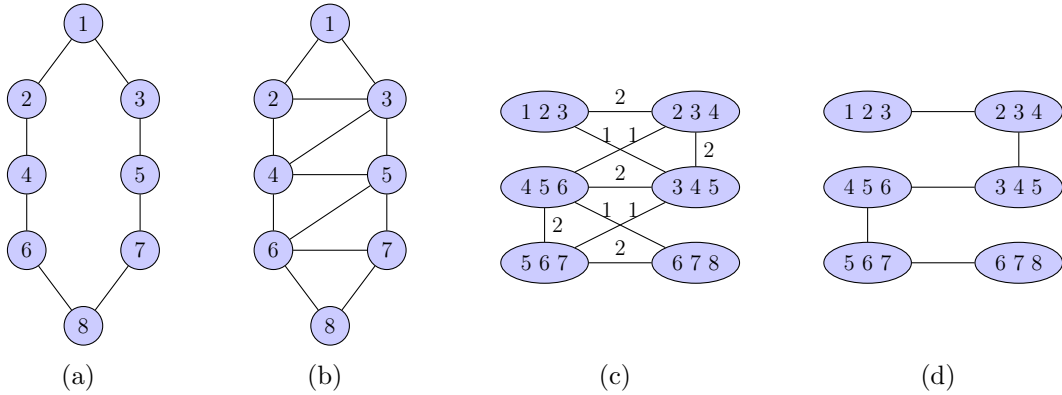 1
2 3
4 5
6 7
8
(a)
1
2 3
4 5
6 7
8
(b)
1 2 3 2 2 3 4
1 1 2
4 5 6 2 3 4 5
2 1 1
5 6 7 2 6 7 8
(c)
1 2 3 2 3 4
4 5 6 3 4 5
5 6 7 6 7 8
(d)